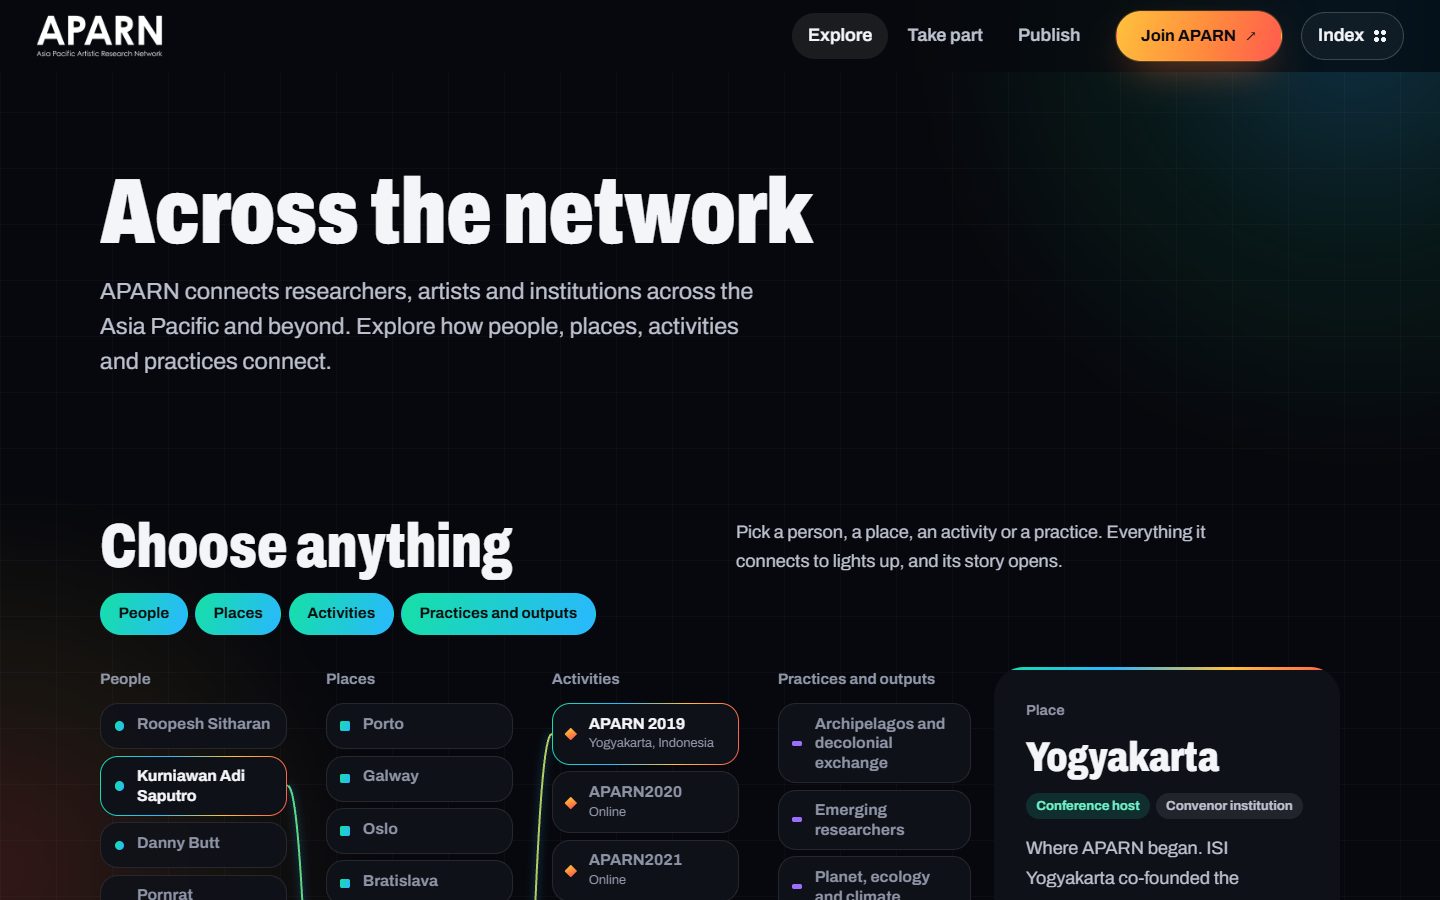 APARN
Asia Pacific Artistic Research Network
Explore
Take part
Publish
Join APARN ↗
Index
Across the network
APARN connects researchers, artists and institutions across the
Asia Pacific and beyond. Explore how people, places, activities
and practices connect.
Choose anything
Pick a person, a place, an activity or a practice. Everything it
connects to lights up, and its story opens.
People
Places
Activities
Practices and outputs
People
Roopesh Sitharan
Kurniawan Adi
Saputro
Danny Butt
Pornrat
Places
Porto
Galway
Oslo
Bratislava
Activities
APARN 2019
Yogyakarta, Indonesia
APARN2020
Online
APARN2021
Online
Practices and outputs
Archipelagos and
decolonial
exchange
Emerging
researchers
Planet, ecology
and climate
Place
Yogyakarta
Conference host
Convenor institution
Where APARN began. ISI
Yogyakarta co-founded the